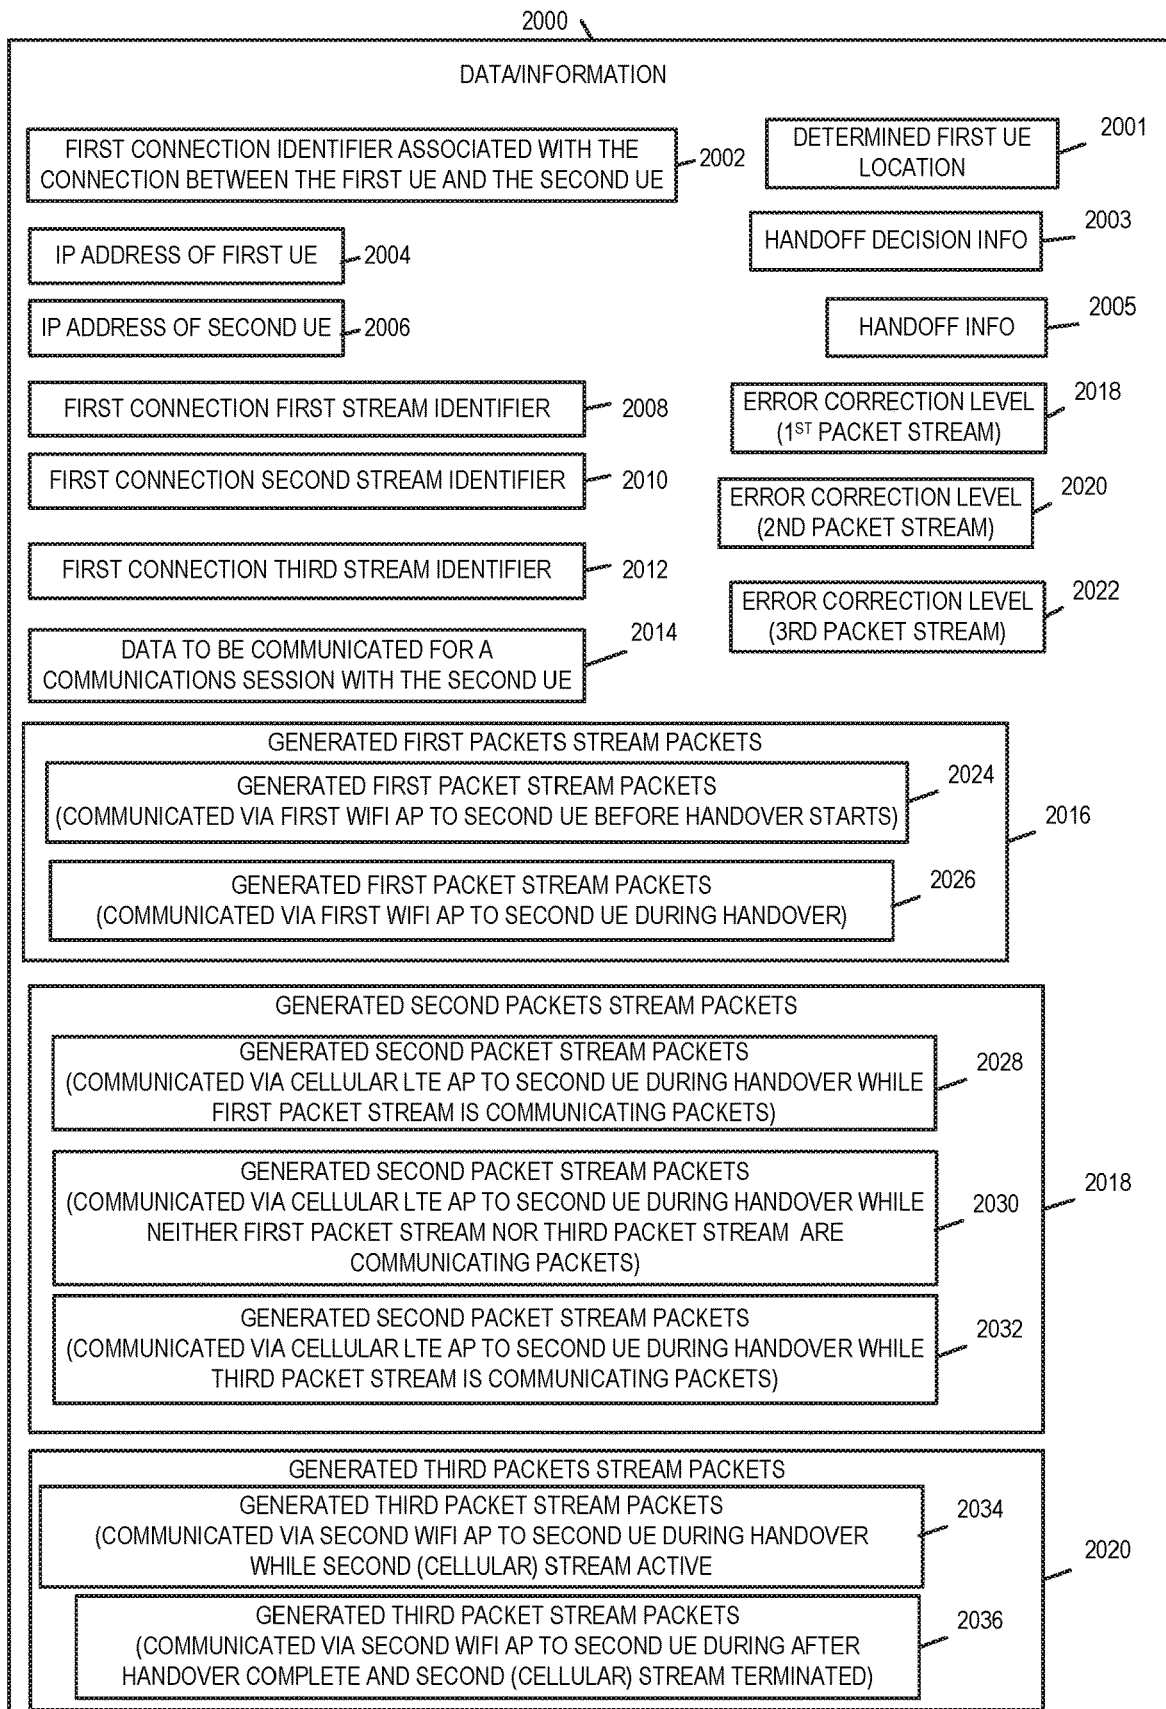 2000
DATA/INFORMATION
FIRST CONNECTION IDENTIFIER ASSOCIATED WITH THE
CONNECTION BETWEEN THE FIRST UE AND THE SECOND UE
2002
DETERMINED FIRST UE
LOCATION
2001
IP ADDRESS OF FIRST UE
2004
HANDOFF DECISION INFO
2003
IP ADDRESS OF SECOND UE
2006
HANDOFF INFO
2005
FIRST CONNECTION FIRST STREAM IDENTIFIER
2008
ERROR CORRECTION LEVEL
(1ST PACKET STREAM)
2018
FIRST CONNECTION SECOND STREAM IDENTIFIER
2010
ERROR CORRECTION LEVEL
(2ND PACKET STREAM)
2020
FIRST CONNECTION THIRD STREAM IDENTIFIER
2012
ERROR CORRECTION LEVEL
(3RD PACKET STREAM)
2022
DATA TO BE COMMUNICATED FOR A
COMMUNICATIONS SESSION WITH THE SECOND UE
2014
GENERATED FIRST PACKETS STREAM PACKETS
GENERATED FIRST PACKET STREAM PACKETS
(COMMUNICATED VIA FIRST WIFI AP TO SECOND UE BEFORE HANDOVER STARTS)
2024
2016
GENERATED FIRST PACKET STREAM PACKETS
(COMMUNICATED VIA FIRST WIFI AP TO SECOND UE DURING HANDOVER)
2026
GENERATED SECOND PACKETS STREAM PACKETS
GENERATED SECOND PACKET STREAM PACKETS
(COMMUNICATED VIA CELLULAR LTE AP TO SECOND UE DURING HANDOVER WHILE
FIRST PACKET STREAM IS COMMUNICATING PACKETS)
2028
GENERATED SECOND PACKET STREAM PACKETS
(COMMUNICATED VIA CELLULAR LTE AP TO SECOND UE DURING HANDOVER WHILE
NEITHER FIRST PACKET STREAM NOR THIRD PACKET STREAM ARE
COMMUNICATING PACKETS)
2030
2018
GENERATED SECOND PACKET STREAM PACKETS
(COMMUNICATED VIA CELLULAR LTE AP TO SECOND UE DURING HANDOVER WHILE
THIRD PACKET STREAM IS COMMUNICATING PACKETS)
2032
GENERATED THIRD PACKETS STREAM PACKETS
GENERATED THIRD PACKET STREAM PACKETS
(COMMUNICATED VIA SECOND WIFI AP TO SECOND UE DURING HANDOVER
WHILE SECOND (CELLULAR) STREAM ACTIVE
2034
2020
GENERATED THIRD PACKET STREAM PACKETS
(COMMUNICATED VIA SECOND WIFI AP TO SECOND UE DURING AFTER
HANDOVER COMPLETE AND SECOND (CELLULAR) STREAM TERMINATED)
2036